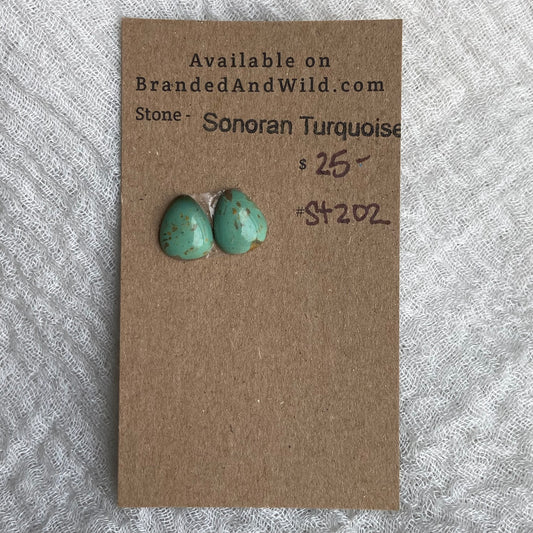 Available on
BrandedAndWild.com
Stone - Sonoran Turquoise
$ 25-
#St202